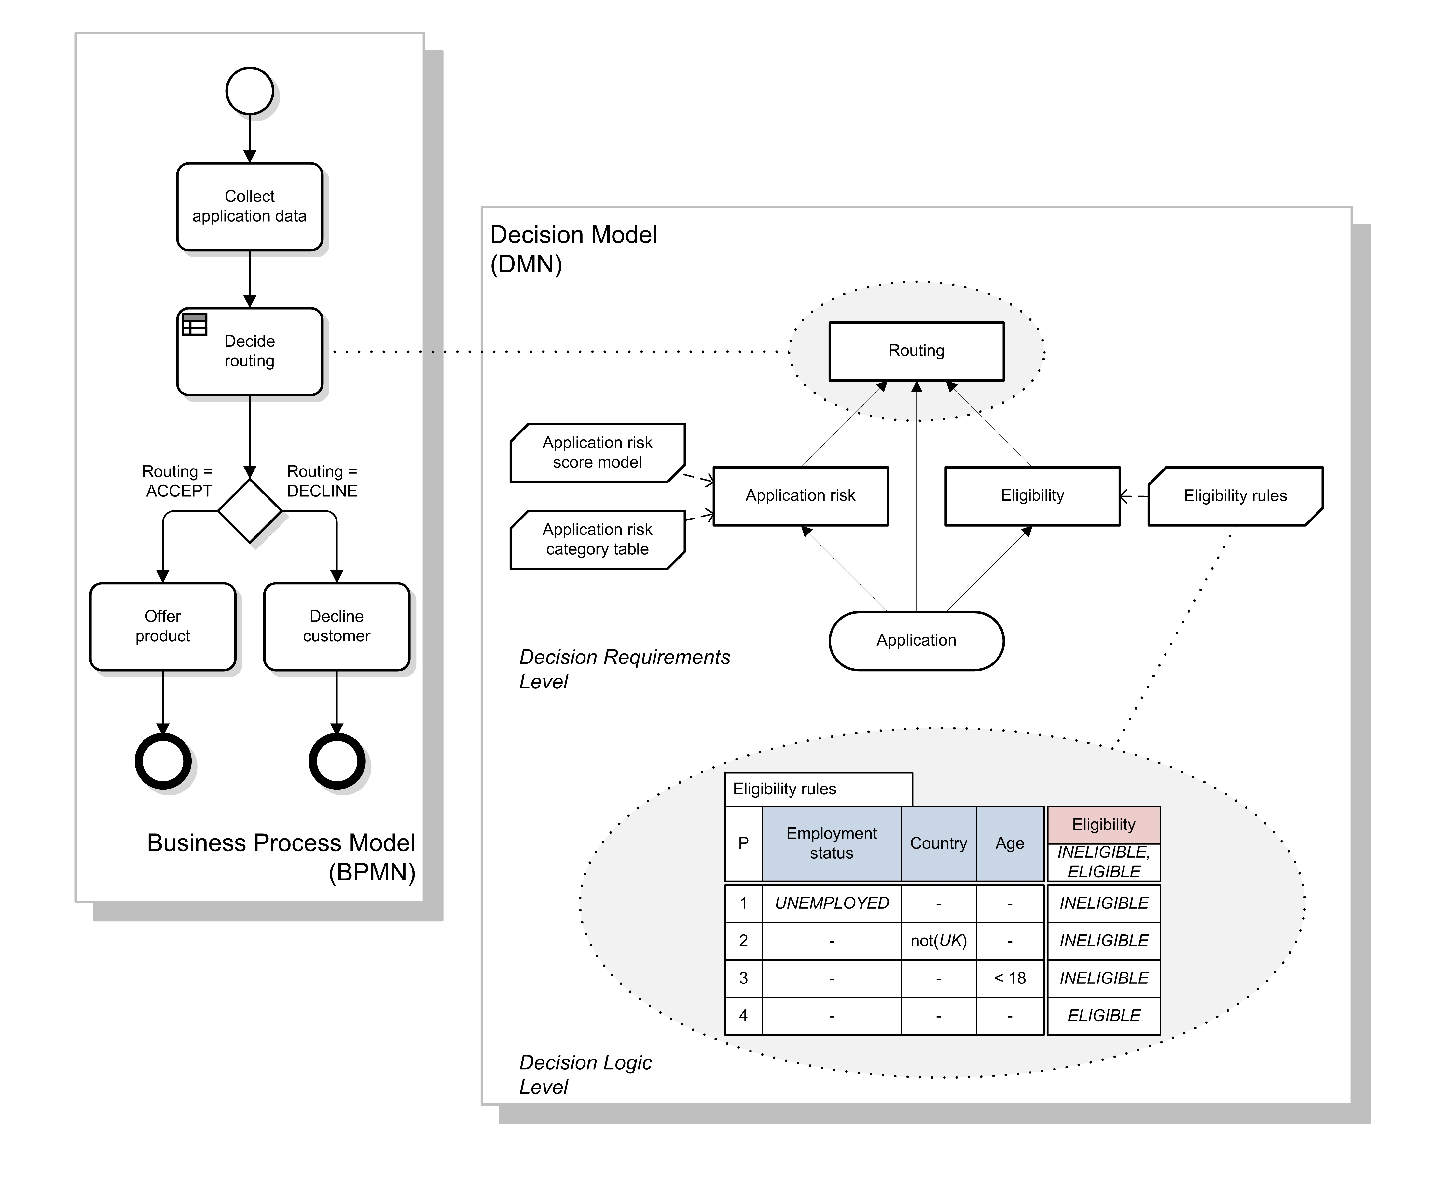 Collect
application data
Decide
routing
Routing =
ACCEPT
Routing =
DECLINE
Offer
product
Decline
customer
Business Process Model
(BPMN)
Decision Model
(DMN)
Routing
Application risk
score model
Application risk
category table
Application risk
Eligibility
Eligibility rules
Application
Decision Requirements
Level
Eligibility rules
P
Employment
status
Country
Age
Eligibility
INELIGIBLE,
ELIGIBLE
1 UNEMPLOYED - - INELIGIBLE
2 - not(UK) - INELIGIBLE
3 - - < 18 INELIGIBLE
4 - - - ELIGIBLE
Decision Logic
Level